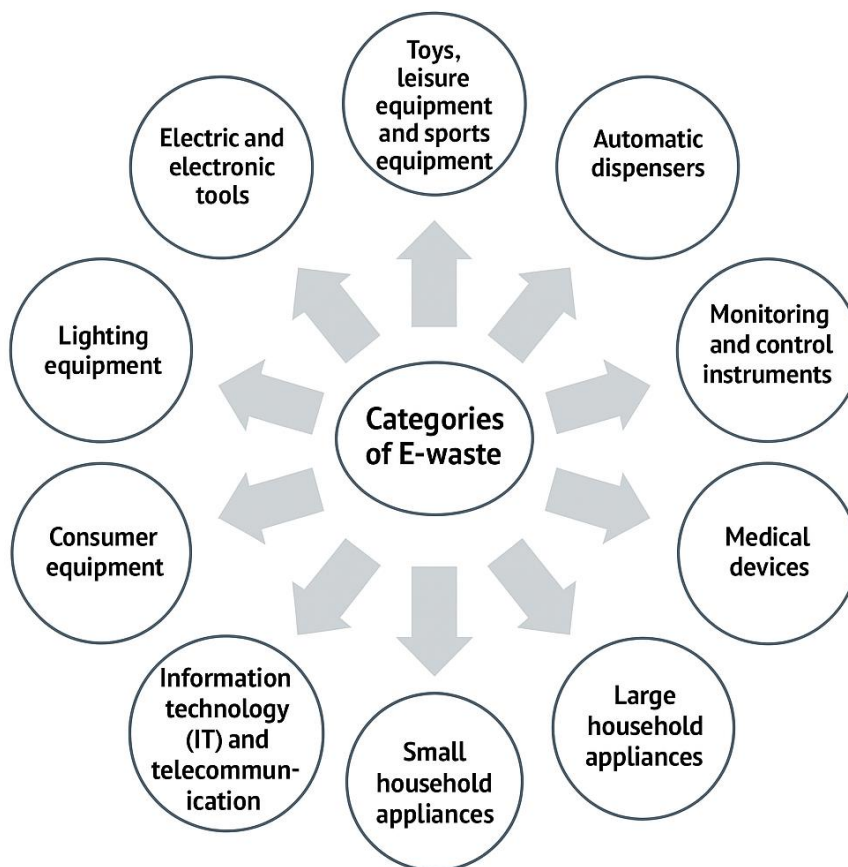 Toys,
leisure
equipment
and sports
equipment
Automatic
dispensers
Monitoring
and control
instruments
Medical
devices
Large
household
appliances
Small
household
appliances
Information
technology
(IT) and
telecommun-
ication
Consumer
equipment
Lighting
equipment
Electric and
electronic
tools
Categories
of E-waste